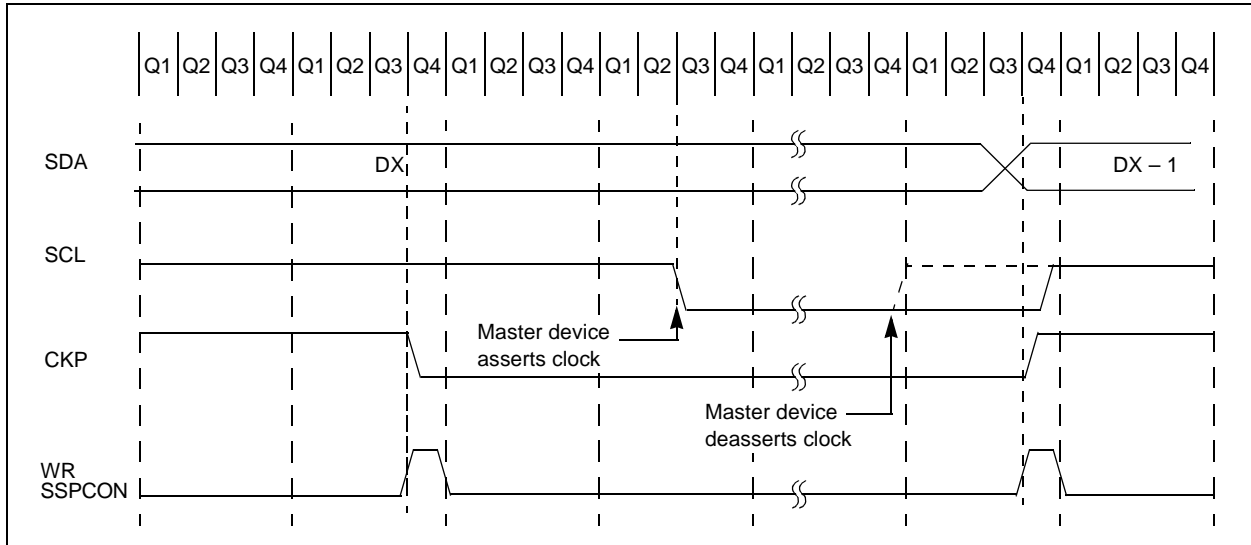 Q1 Q2 Q3 Q4 Q1 Q2 Q3 Q4 Q1 Q2 Q3 Q4 Q1 Q2 Q3 Q4 Q1 Q2 Q3 Q4 Q1 Q2 Q3 Q4 Q1 Q2 Q3 Q4
SDA
DX
DX – 1
SCL
Master device
asserts clock
CKP
Master device
deasserts clock
WR
SSPCON